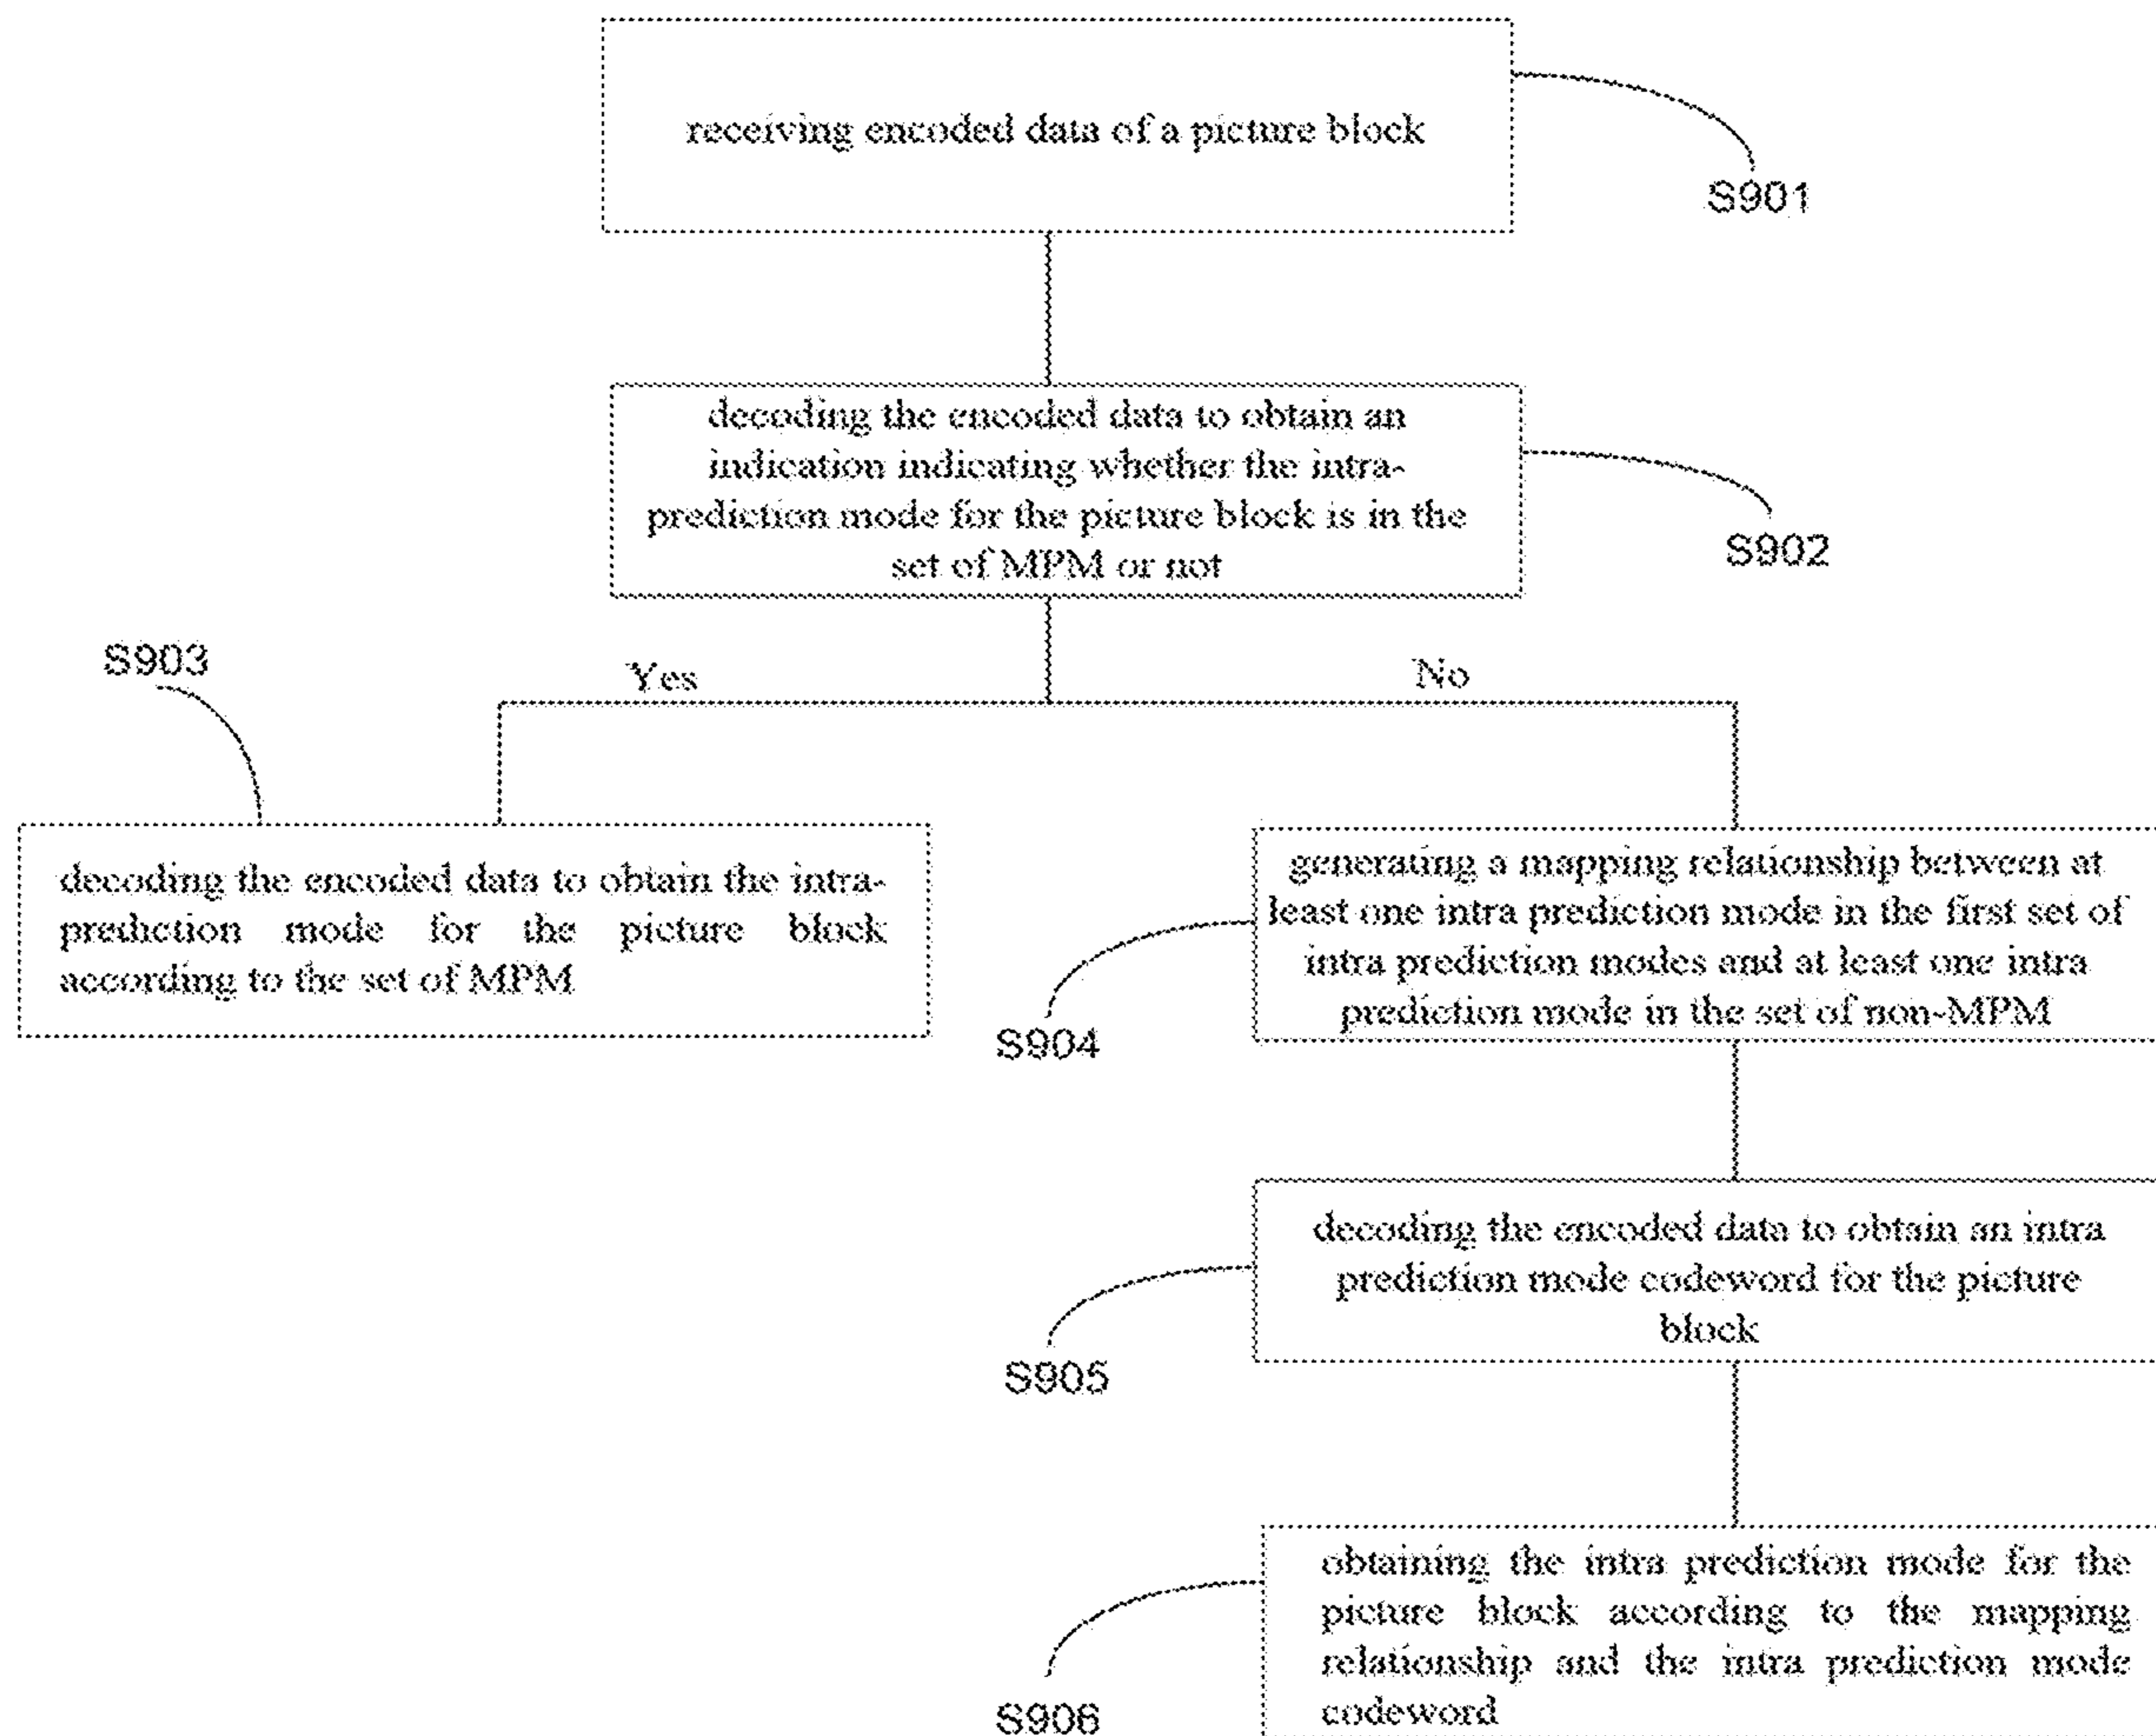 receiving encoded data of a picture block
S901
decoding the encoded data to obtain an
indication indicating whether the intra-
prediction mode for the picture block is in the
set of MPM or not
S902
S903
Yes
No
decoding the encoded data to obtain the intra-
prediction mode for the picture block
according to the set of MPM
generating a mapping relationship between at
least one intra prediction mode in the first set of
intra prediction modes and at least one intra
prediction mode in the set of non-MPM
S904
decoding the encoded data to obtain an intra
prediction mode codeword for the picture
block
S905
obtaining the intra prediction mode for the
picture block according to the mapping
relationship and the intra prediction mode
codeword
S906